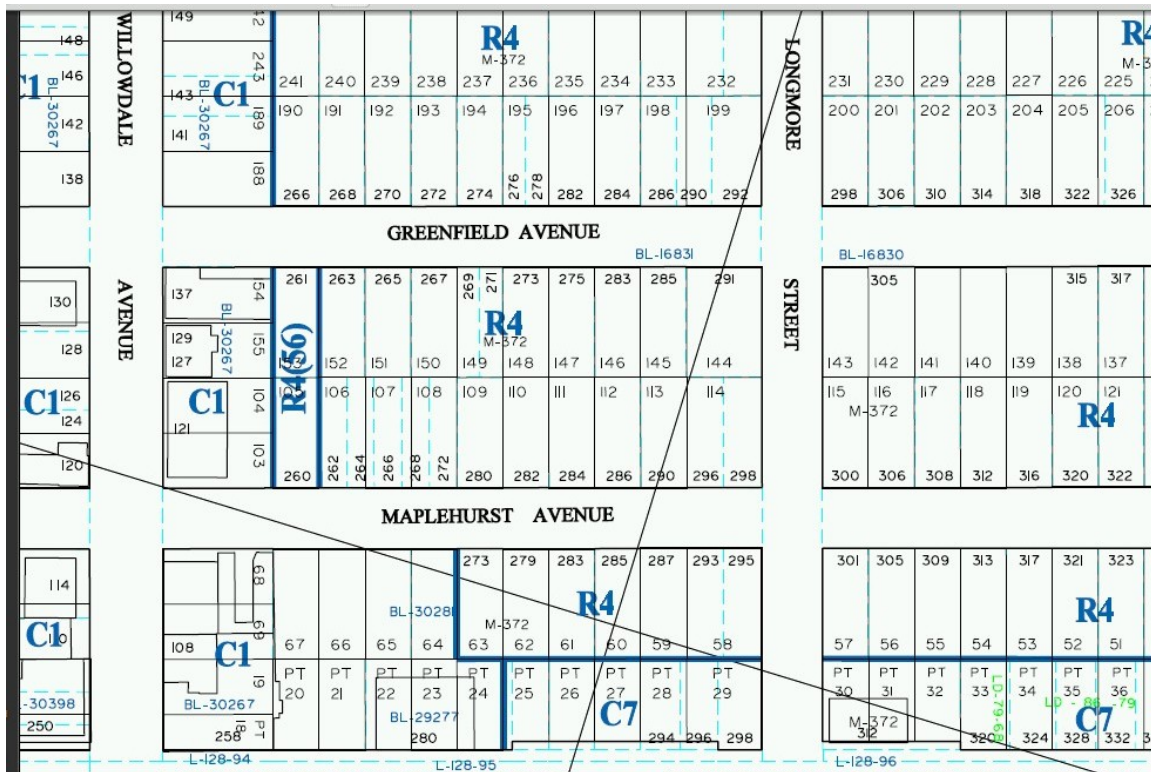 WILLOWDALE
LONGMORE
149
242
R4
R4
M-372
148
146
243
143
241 240 239 238 237 236 235 234 233 232
231 230 229 228 227 226 225
C1
BL-30267
BL-30267
C1
189
190 191 192 193 194 195 196 197 198 199
200 201 202 203 204 205 206
142
141
138
188
266 268 270 272 274 276 278 282 284 286 290 292
298 306 310 314 318 322 326
GREENFIELD AVENUE
BL-16831
BL-16830
AVENUE
STREET
130
137
154
261 263 265 267 269 271 273 275 283 285 291
305 315 317
BL-30267
129
127
155
128
R4(56)
R4
M-372
153 152 151 150 149 148 147 146 145 144
143 142 141 140 139 138 137
C1
126
124
C1
104
121
106 107 108 109 110 111 112 113 114
115 116 117 118 119 120 121
M-372
R4
120
103
260 262 264 266 268 272 280 282 284 286 290 296 298
300 306 308 312 316 320 322
MAPLEHURST AVENUE
273 279 283 285 287 293 295
301 305 309 313 317 321 323
114
68
BL-30281
M-372
R4
R4
C1
108
69
C1
67 66 65 64 63 62 61 60 59 58
57 56 55 54 53 52 51
PT PT PT PT PT PT PT PT PT PT
PT PT PT PT PT PT PT
19
20 21 22 23 24 25 26 27 28 29
30 31 32 33 34 35 36
-30398
BL-30267
BL-29277
C7
LD-79-68
LD - 86 -79
C7
M-372
250
258
18 PT
280
294 296 298
312 320 324 328 332
L-128-94
L-128-95
L-128-96